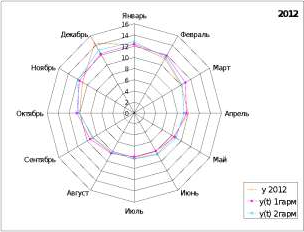 2012
Январь
Февраль
Март
Апрель
Май
Июнь
Июль
Август
Сентябрь
Октябрь
Ноябрь
Декабрь
16
14
12
10
8
6
4
2
0
y 2012
y(t) 1гарм
y(t) 2гарм